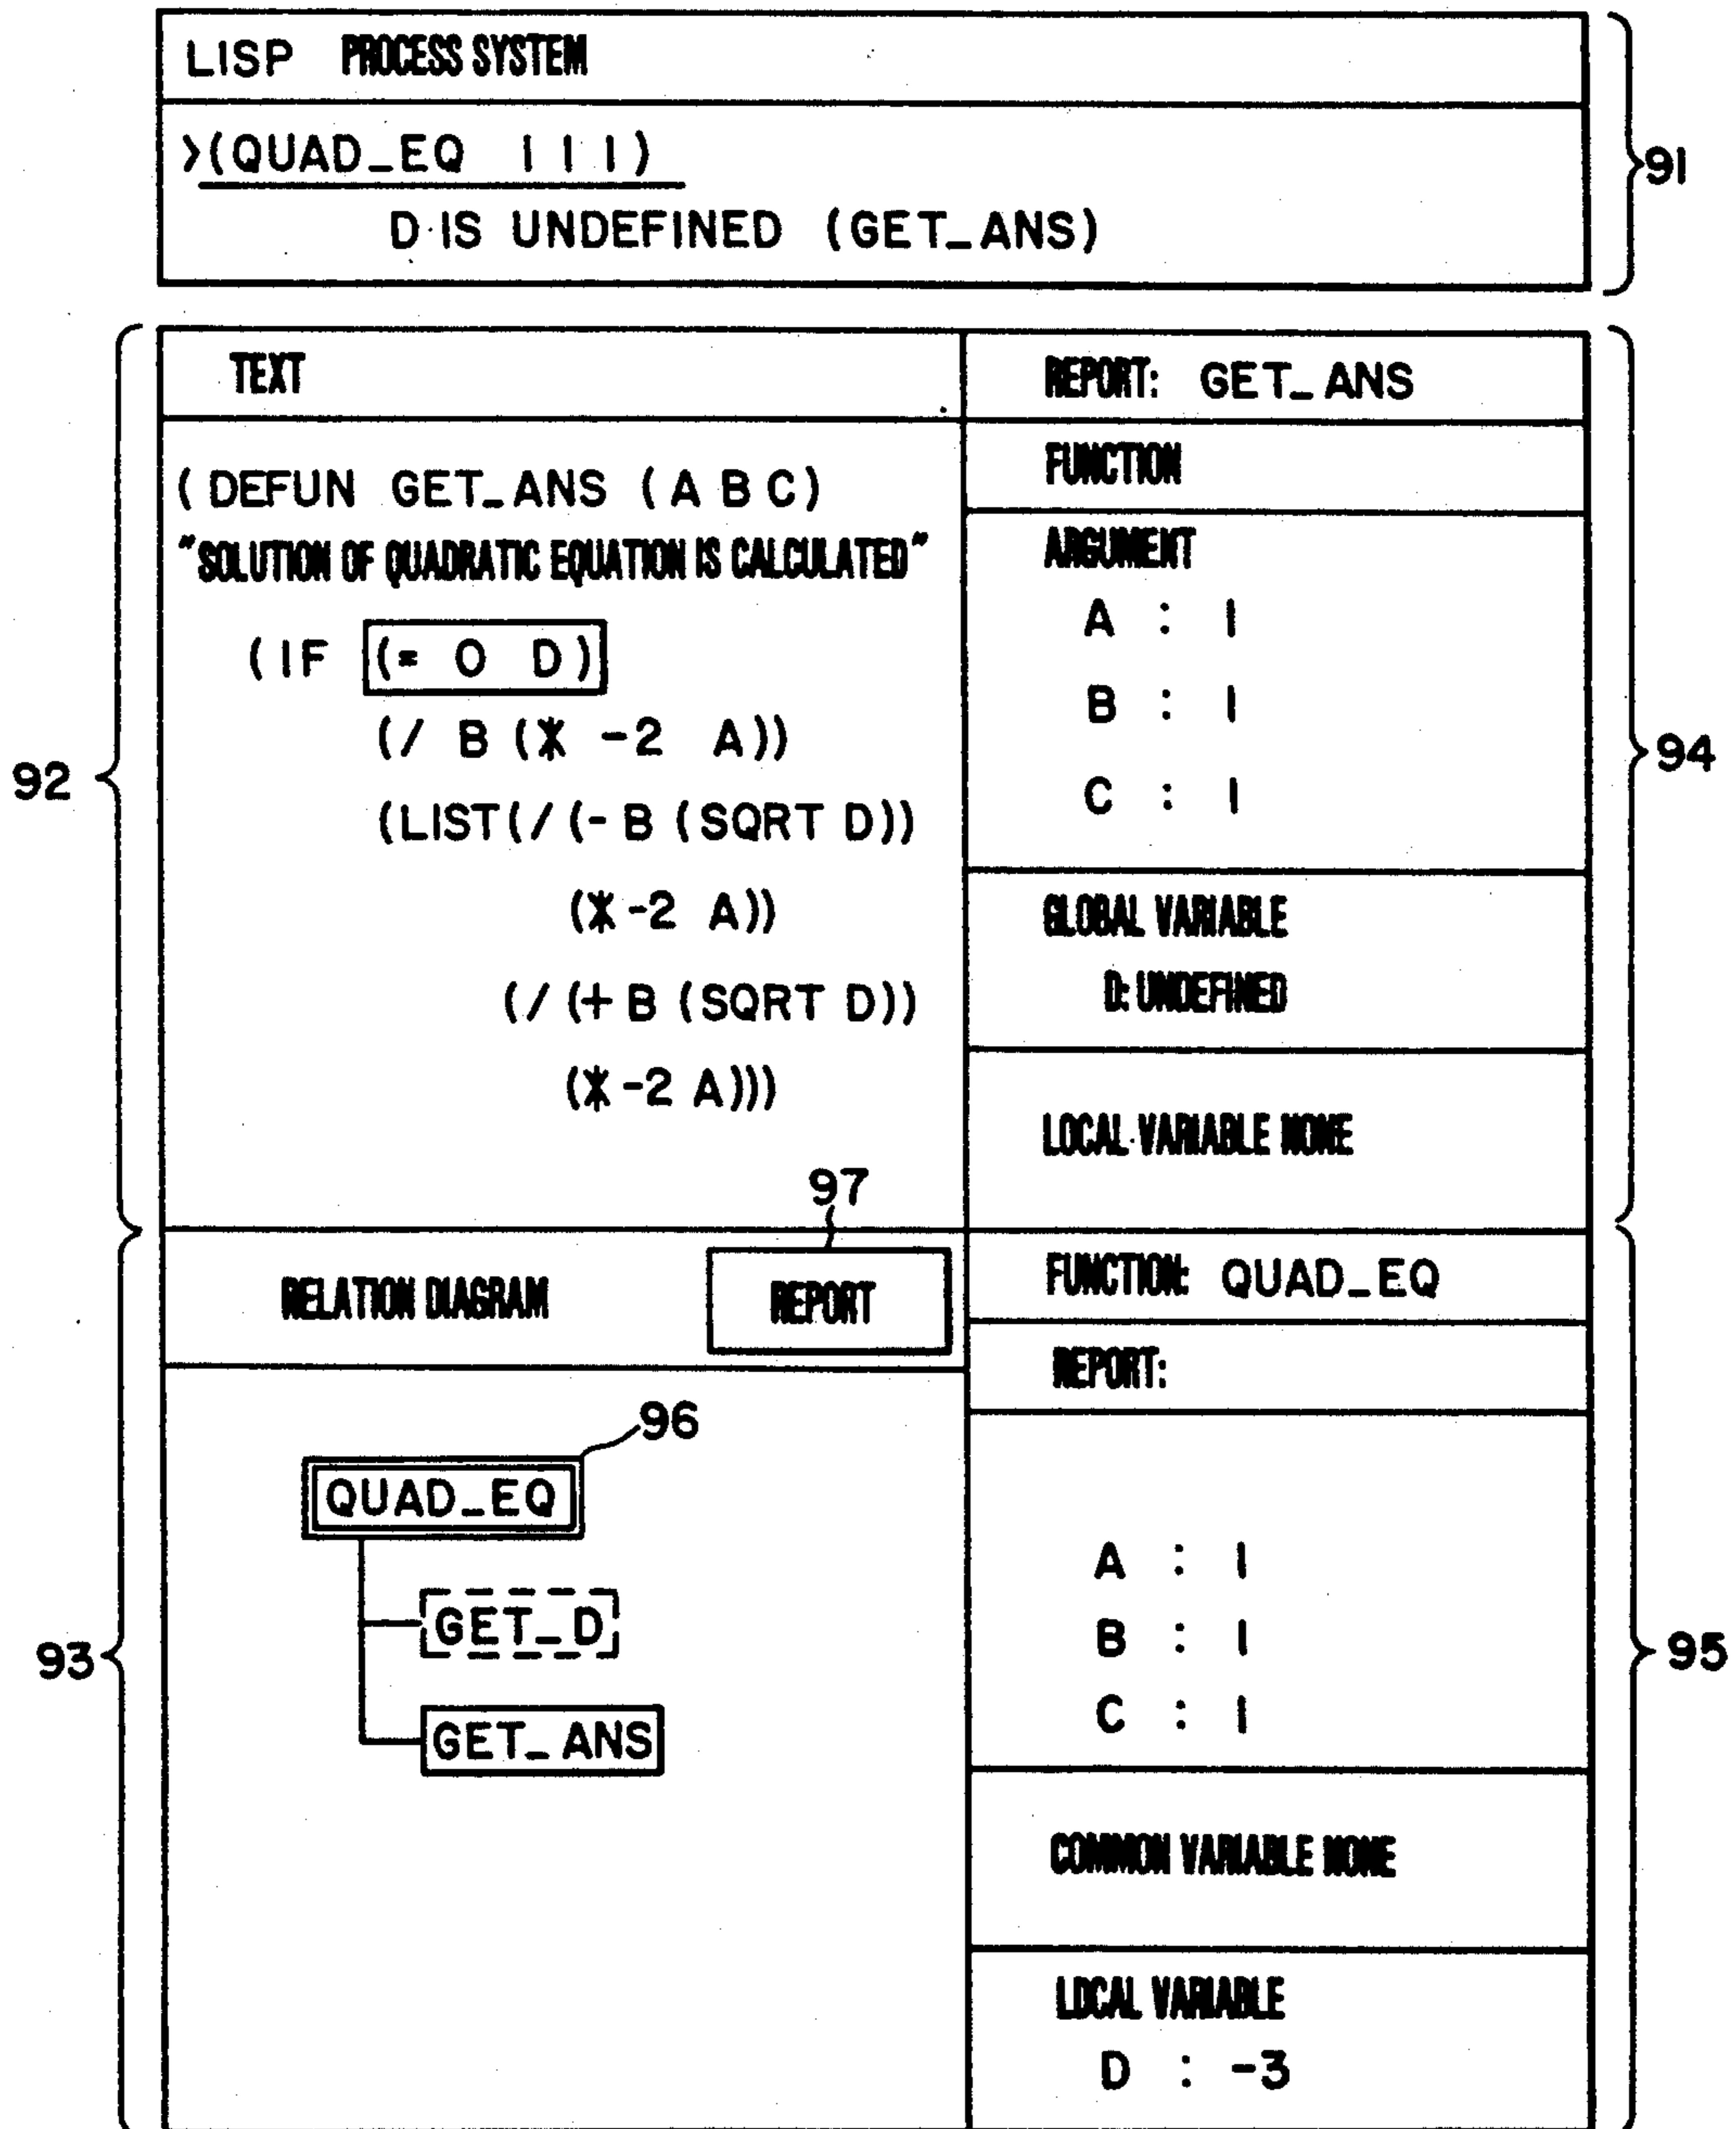 LISP PROCESS SYSTEM
>(QUAD_EQ 1 1 1)
D IS UNDEFINED (GET_ANS)
91
92
TEXT
(DEFUN GET_ANS (A B C)
"SOLUTION OF QUADRATIC EQUATION IS CALCULATED"
(IF (= 0 D)
(/ B (* -2 A))
(LIST(/ (- B (SQRT D))
(* -2 A))
(/ (+ B (SQRT D))
(* -2 A)))
REPORT: GET_ANS
FUNCTION
ARGUMENT
A : 1
B : 1
C : 1
GLOBAL VARIABLE
D: UNDEFINED
LOCAL VARIABLE NONE
94
97
93
RELATION DIAGRAM
REPORT
96
QUAD_EQ
GET_D
GET_ANS
FUNCTION: QUAD_EQ
REPORT:
A : 1
B : 1
C : 1
COMMON VARIABLE NONE
LOCAL VARIABLE
D : -3
95